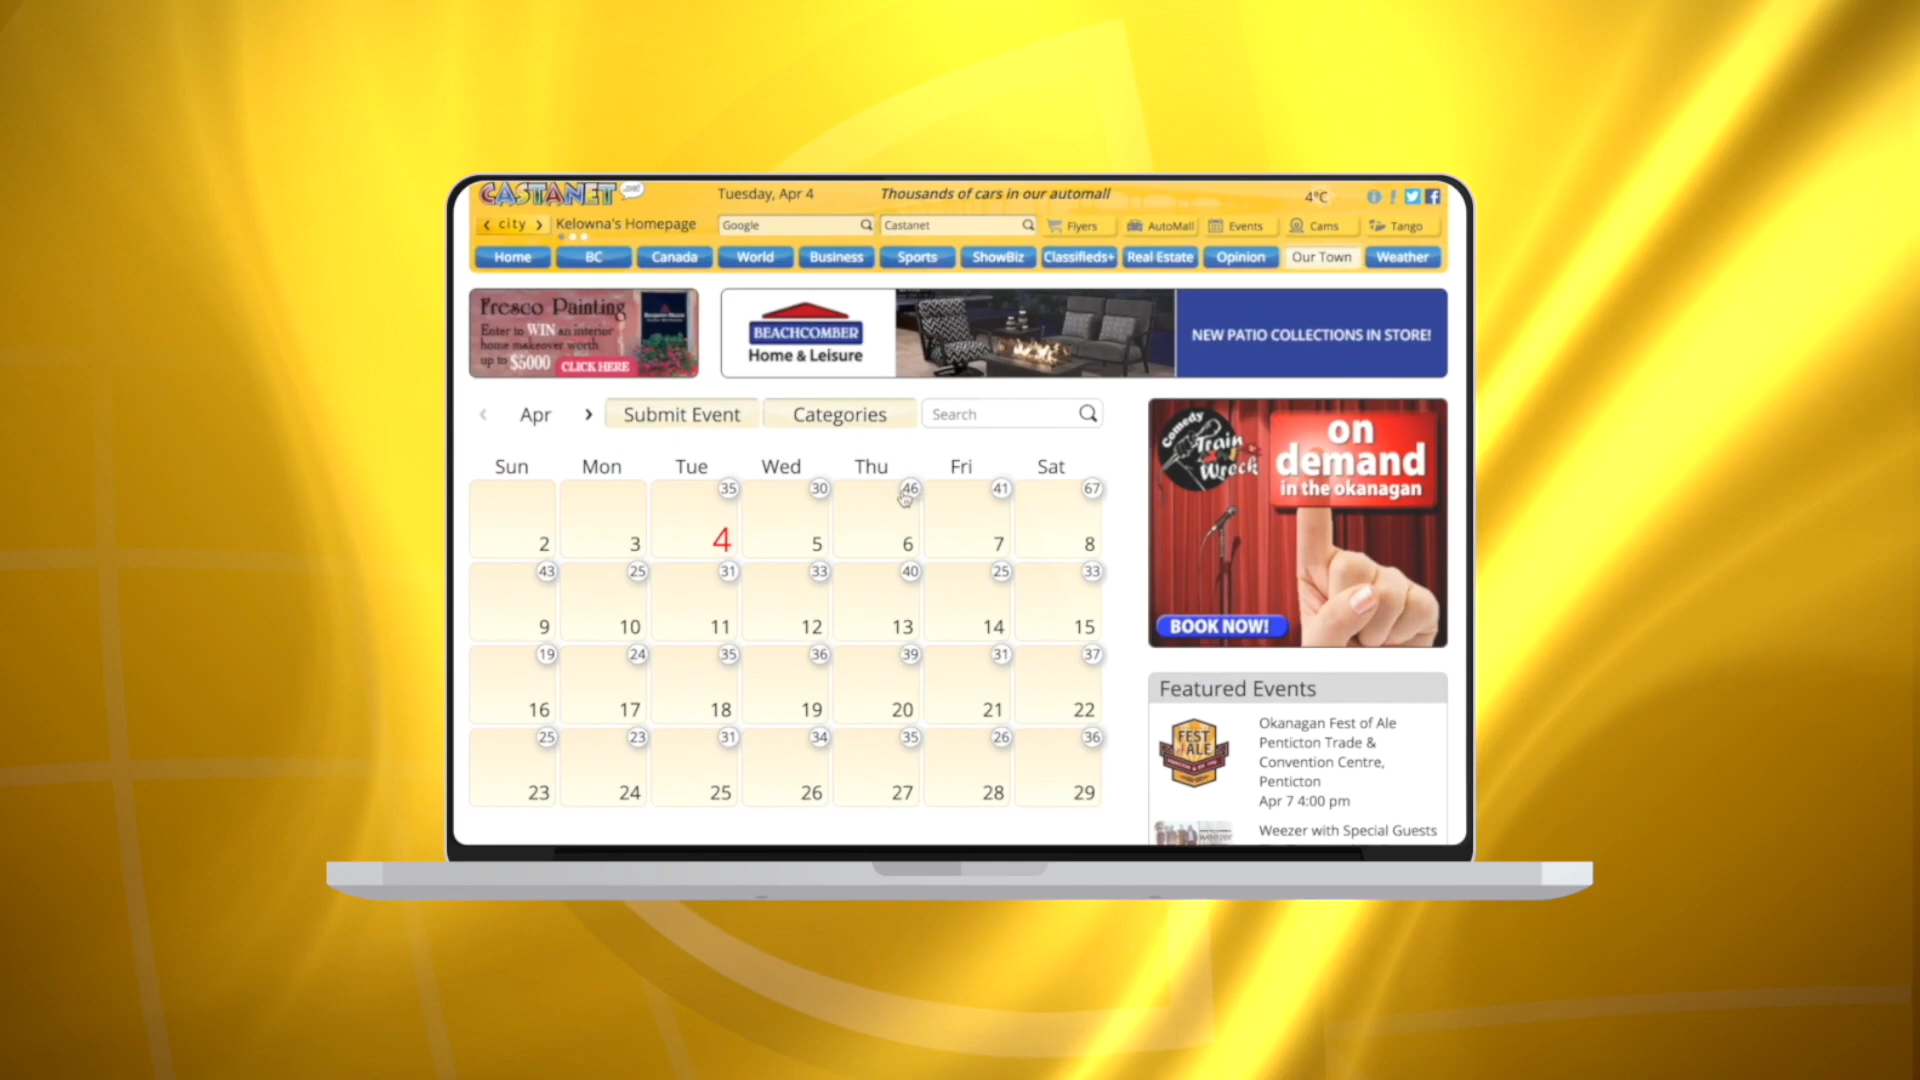 CASTANET .net
Tuesday, Apr 4
Thousands of cars in our automall
4°C
city
Kelowna's Homepage
Google
Castanet
Flyers
AutoMall
Events
Cams
Tango
Home
BC
Canada
World
Business
Sports
ShowBiz
Classifieds+
Real Estate
Opinion
Our Town
Weather
Fresco Painting
Enter to WIN an interior
home makeover worth
up to $5000
CLICK HERE
BEACHCOMBER
Home & Leisure
NEW PATIO COLLECTIONS IN STORE!
Apr
Submit Event
Categories
Search
Sun Mon Tue Wed Thu Fri Sat
35 30 46 41 67
2 3 4 5 6 7 8
43 25 31 33 40 25 33
9 10 11 12 13 14 15
19 24 35 36 39 31 37
16 17 18 19 20 21 22
25 23 31 34 35 26 36
23 24 25 26 27 28 29
Comedy
Train
Wreck
on
demand
in the okanagan
BOOK NOW!
Featured Events
FEST
of ALE
Okanagan Fest of Ale
Penticton Trade &
Convention Centre,
Penticton
Apr 7 4:00 pm
weezer
Weezer with Special Guests